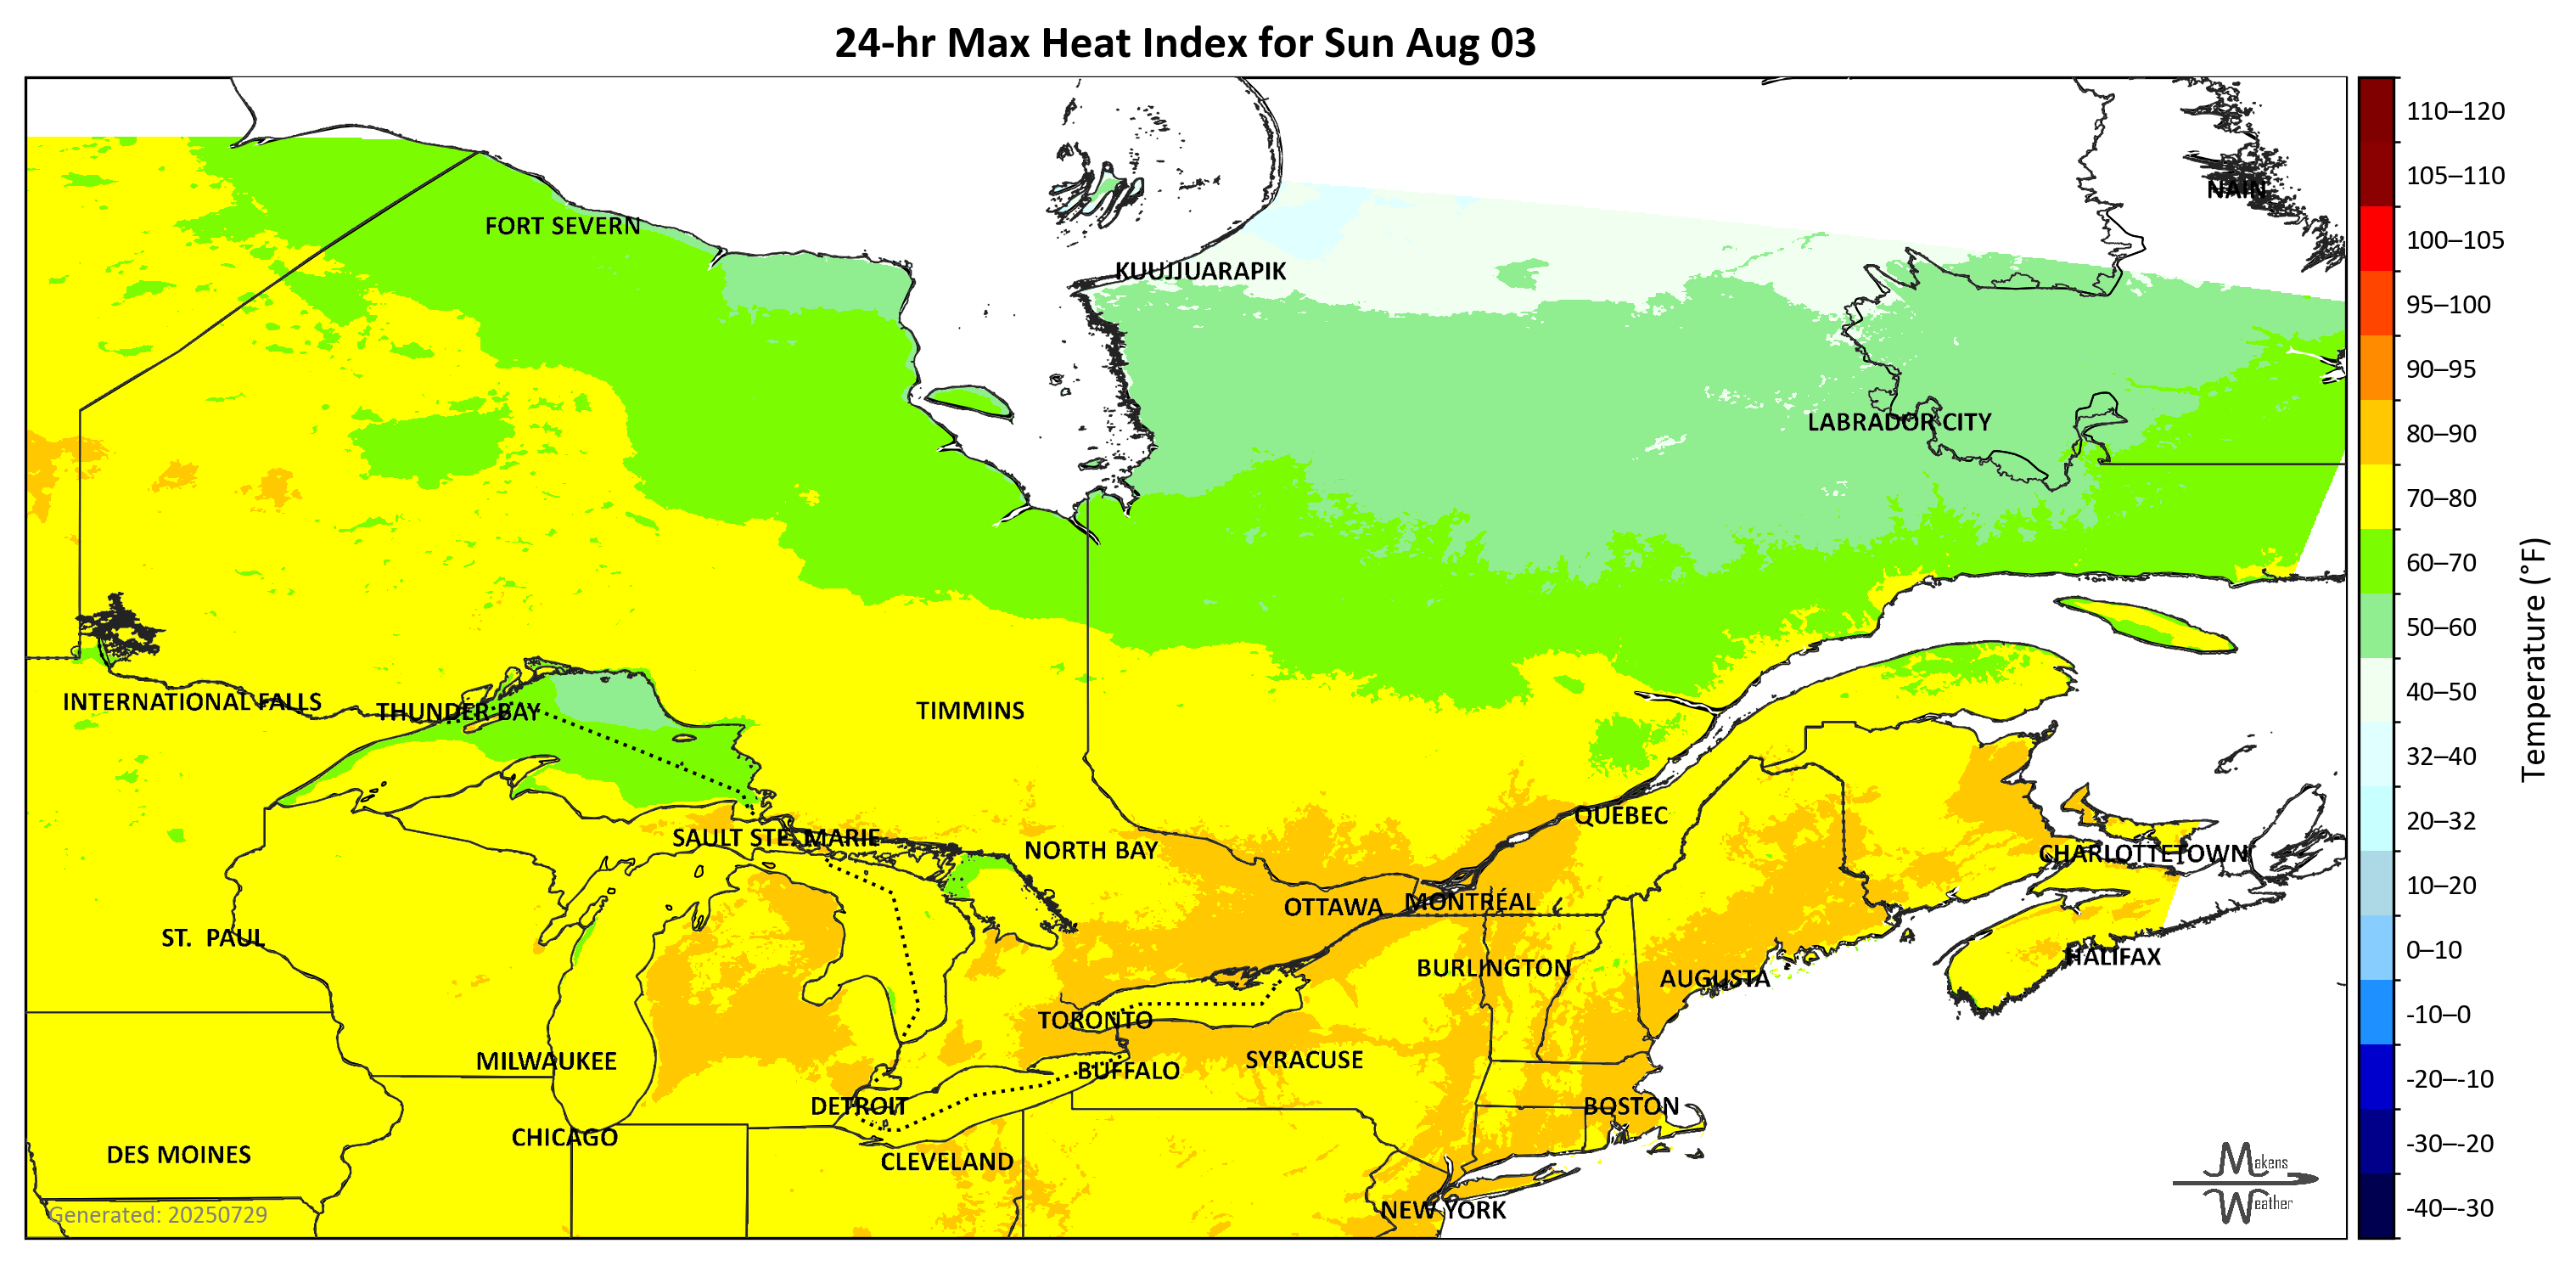 24-hr Max Heat Index for Sun Aug 03
110–120
105–110
NAIN
FORT SEVERN
100–105
KUUJJUARAPIK
95–100
90–95
LABRADOR CITY
80–90
70–80
60–70
50–60
Temperature (°F)
INTERNATIONAL FALLS
THUNDER BAY
TIMMINS
40–50
32–40
QUEBEC
20–32
SAULT STE. MARIE
NORTH BAY
CHARLOTTETOWN
10–20
OTTAWA
MONTRÉAL
ST. PAUL
0–10
HALIFAX
BURLINGTON
AUGUSTA
-10–0
TORONTO
MILWAUKEE
SYRACUSE
BUFFALO
-20–-10
DETROIT
BOSTON
CHICAGO
-30–-20
DES MOINES
CLEVELAND
Makens
Weather
NEW YORK
-40–-30
Generated: 20250729